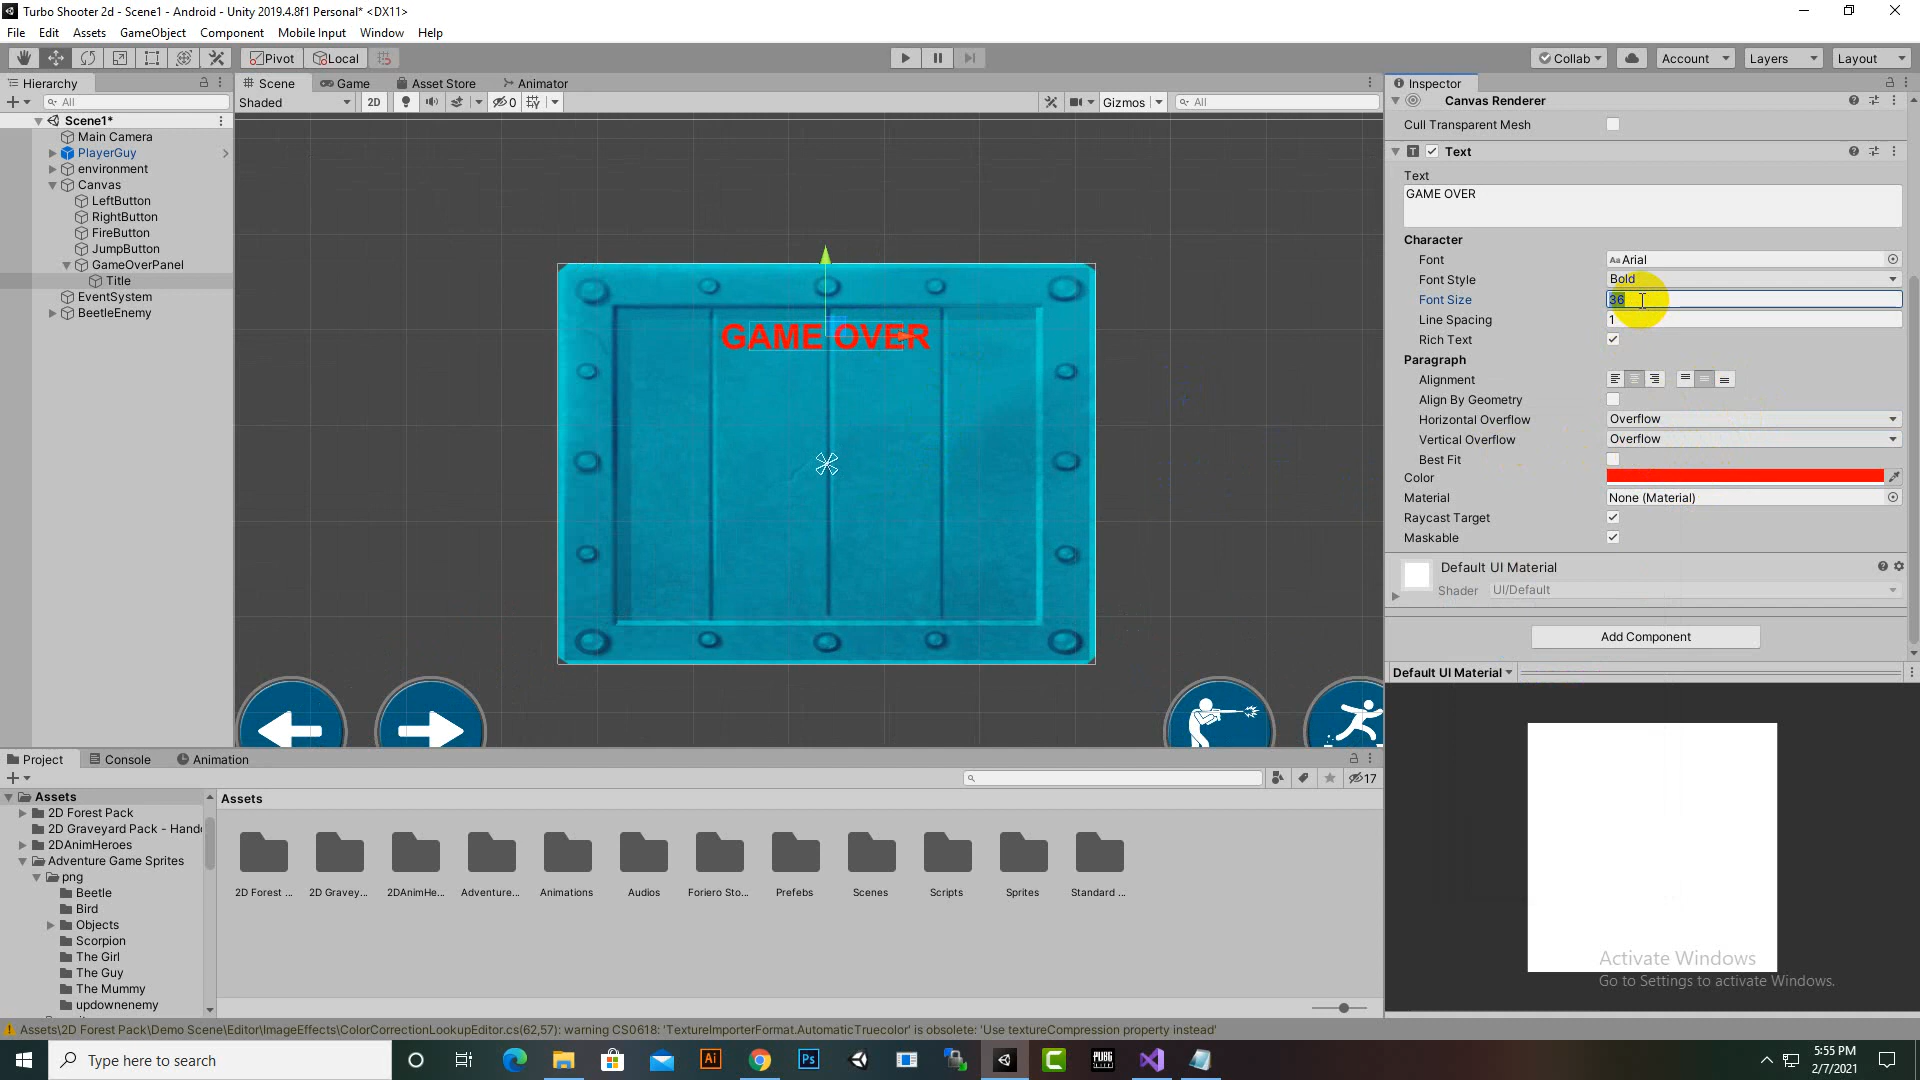 Turbo Shooter 2d - Scene1 - Android - Unity 2019.4.8f1 Personal* <DX11>
File Edit Assets GameObject Component Mobile Input Window Help
Pivot Local Collab Account Layers Layout
Hierarchy Scene Game Asset Store Animator Inspector
All Shaded 2D 0 Gizmos All Canvas Renderer
Scene1*
Main Camera
PlayerGuy
environment
Canvas
LeftButton
RightButton
FireButton
JumpButton
GameOverPanel
Title
EventSystem
BeetleEnemy
GAME OVER
Cull Transparent Mesh
Text
Text
GAME OVER
Character
Font Arial
Font Style Bold
Font Size 36
Line Spacing 1
Rich Text
Paragraph
Alignment
Align By Geometry
Horizontal Overflow Overflow
Vertical Overflow Overflow
Best Fit
Color
Material None (Material)
Raycast Target
Maskable
Default UI Material
Shader UI/Default
Add Component
Default UI Material
Project Console Animation
17
Assets
2D Forest Pack
2D Graveyard Pack - Hand
2DAnimHeroes
Adventure Game Sprites
png
Beetle
Bird
Objects
Scorpion
The Girl
The Guy
The Mummy
updownenemy
Assets
2D Forest ... 2D Gravey... 2DAnimHe... Adventure... Animations Audios Foriero Sto... Prefebs Scenes Scripts Sprites Standard ...
Activate Windows
Go to Settings to activate Windows.
Assets\2D Forest Pack\Demo Scene\Editor\ImageEffects\ColorCorrectionLookupEditor.cs(62,57): warning CS0618: 'TextureImporterFormat.AutomaticTruecolor' is obsolete: 'Use textureCompression property instead'
Type here to search
Ai
Ps
PUBG
5:55 PM
2/7/2021